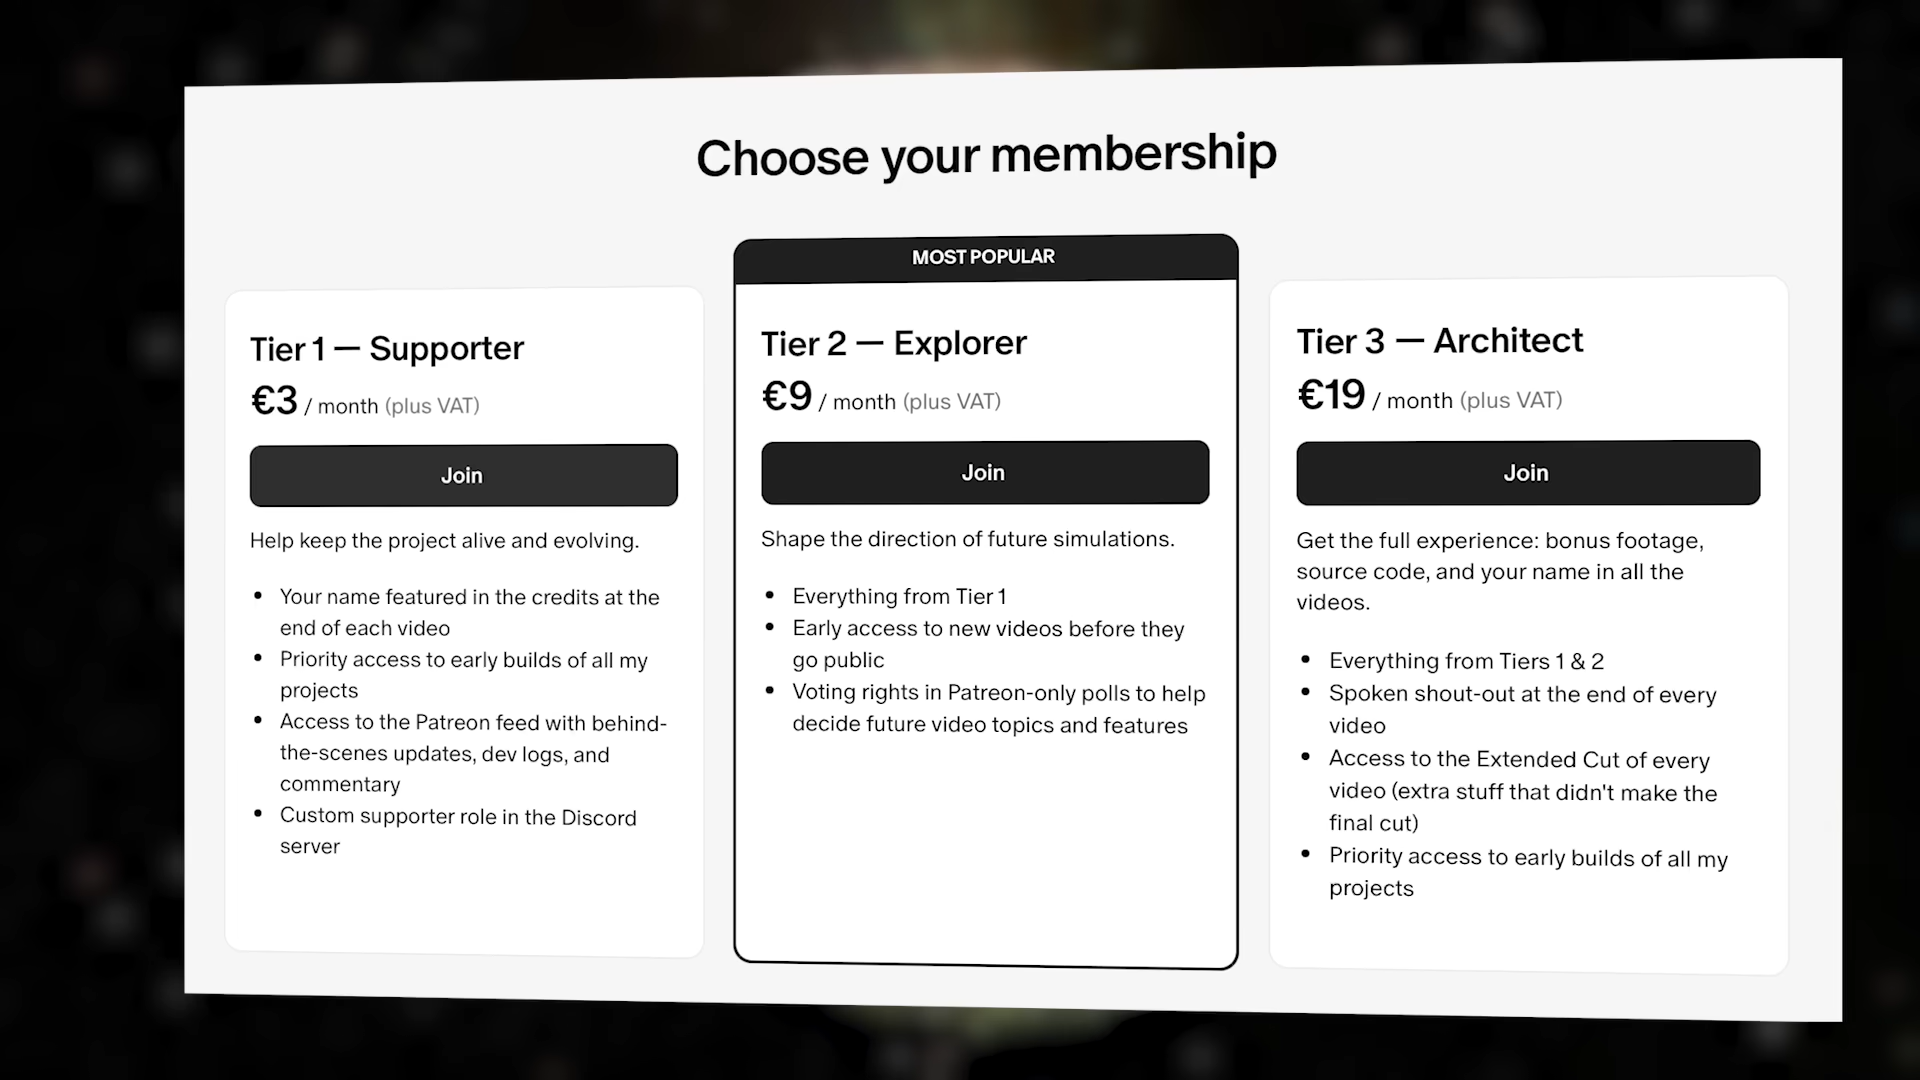 Choose your membership
Tier 1 — Supporter
€3 / month (plus VAT)
Join
Help keep the project alive and evolving.
• Your name featured in the credits at the
end of each video
• Priority access to early builds of all my
projects
• Access to the Patreon feed with behind-
the-scenes updates, dev logs, and
commentary
• Custom supporter role in the Discord
server
MOST POPULAR
Tier 2 — Explorer
€9 / month (plus VAT)
Join
Shape the direction of future simulations.
• Everything from Tier 1
• Early access to new videos before they
go public
• Voting rights in Patreon-only polls to help
decide future video topics and features
Tier 3 — Architect
€19 / month (plus VAT)
Join
Get the full experience: bonus footage,
source code, and your name in all the
videos.
• Everything from Tiers 1 & 2
• Spoken shout-out at the end of every
video
• Access to the Extended Cut of every
video (extra stuff that didn't make the
final cut)
• Priority access to early builds of all my
projects